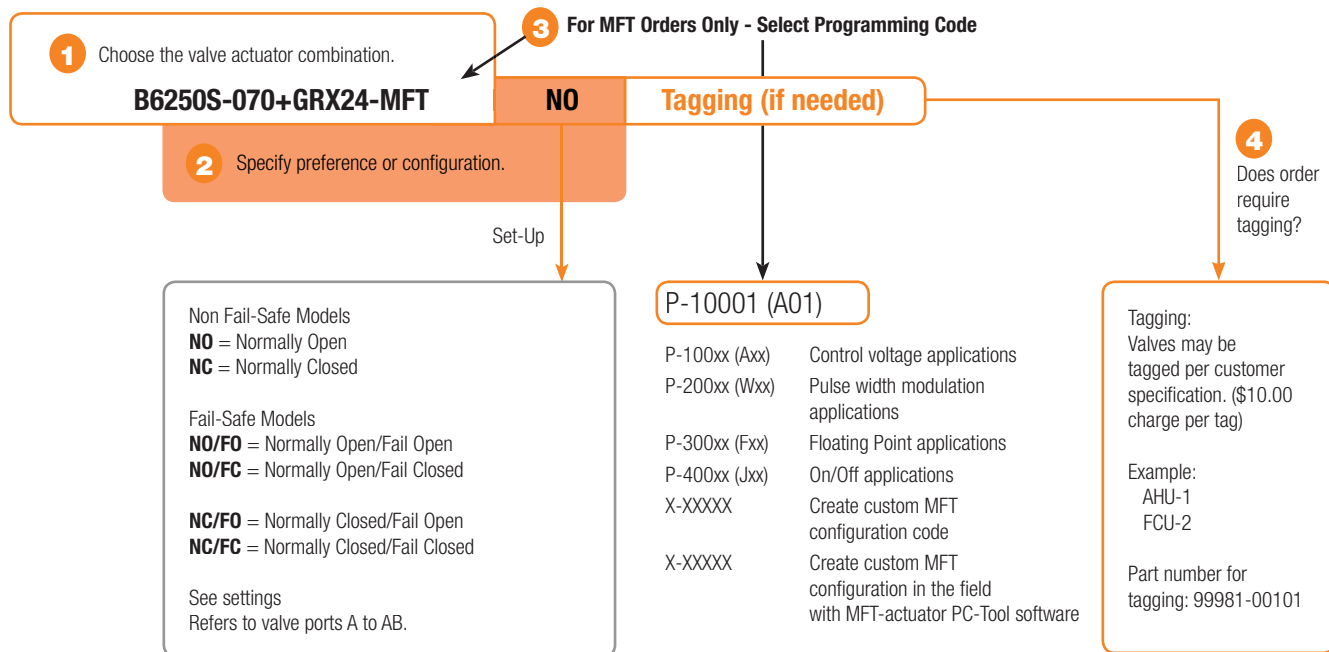 3 For MFT Orders Only - Select Programming Code
1 Choose the valve actuator combination.
B6250S-070+GRX24-MFT NO Tagging (if needed)
2 Specify preference or configuration.
4
Does order
require
tagging?
Set-Up
Non Fail-Safe Models
NO = Normally Open
NC = Normally Closed
Fail-Safe Models
NO/FO = Normally Open/Fail Open
NO/FC = Normally Open/Fail Closed
NC/FO = Normally Closed/Fail Open
NC/FC = Normally Closed/Fail Closed
See settings
Refers to valve ports A to AB.
P-10001 (A01)
P-100xx (Axx) Control voltage applications
P-200xx (Wxx) Pulse width modulation
applications
P-300xx (Fxx) Floating Point applications
P-400xx (Jxx) On/Off applications
X-XXXXX Create custom MFT
configuration code
X-XXXXX Create custom MFT
configuration in the field
with MFT-actuator PC-Tool software
Tagging:
Valves may be
tagged per customer
specification. ($10.00
charge per tag)
Example:
AHU-1
FCU-2
Part number for
tagging: 99981-00101